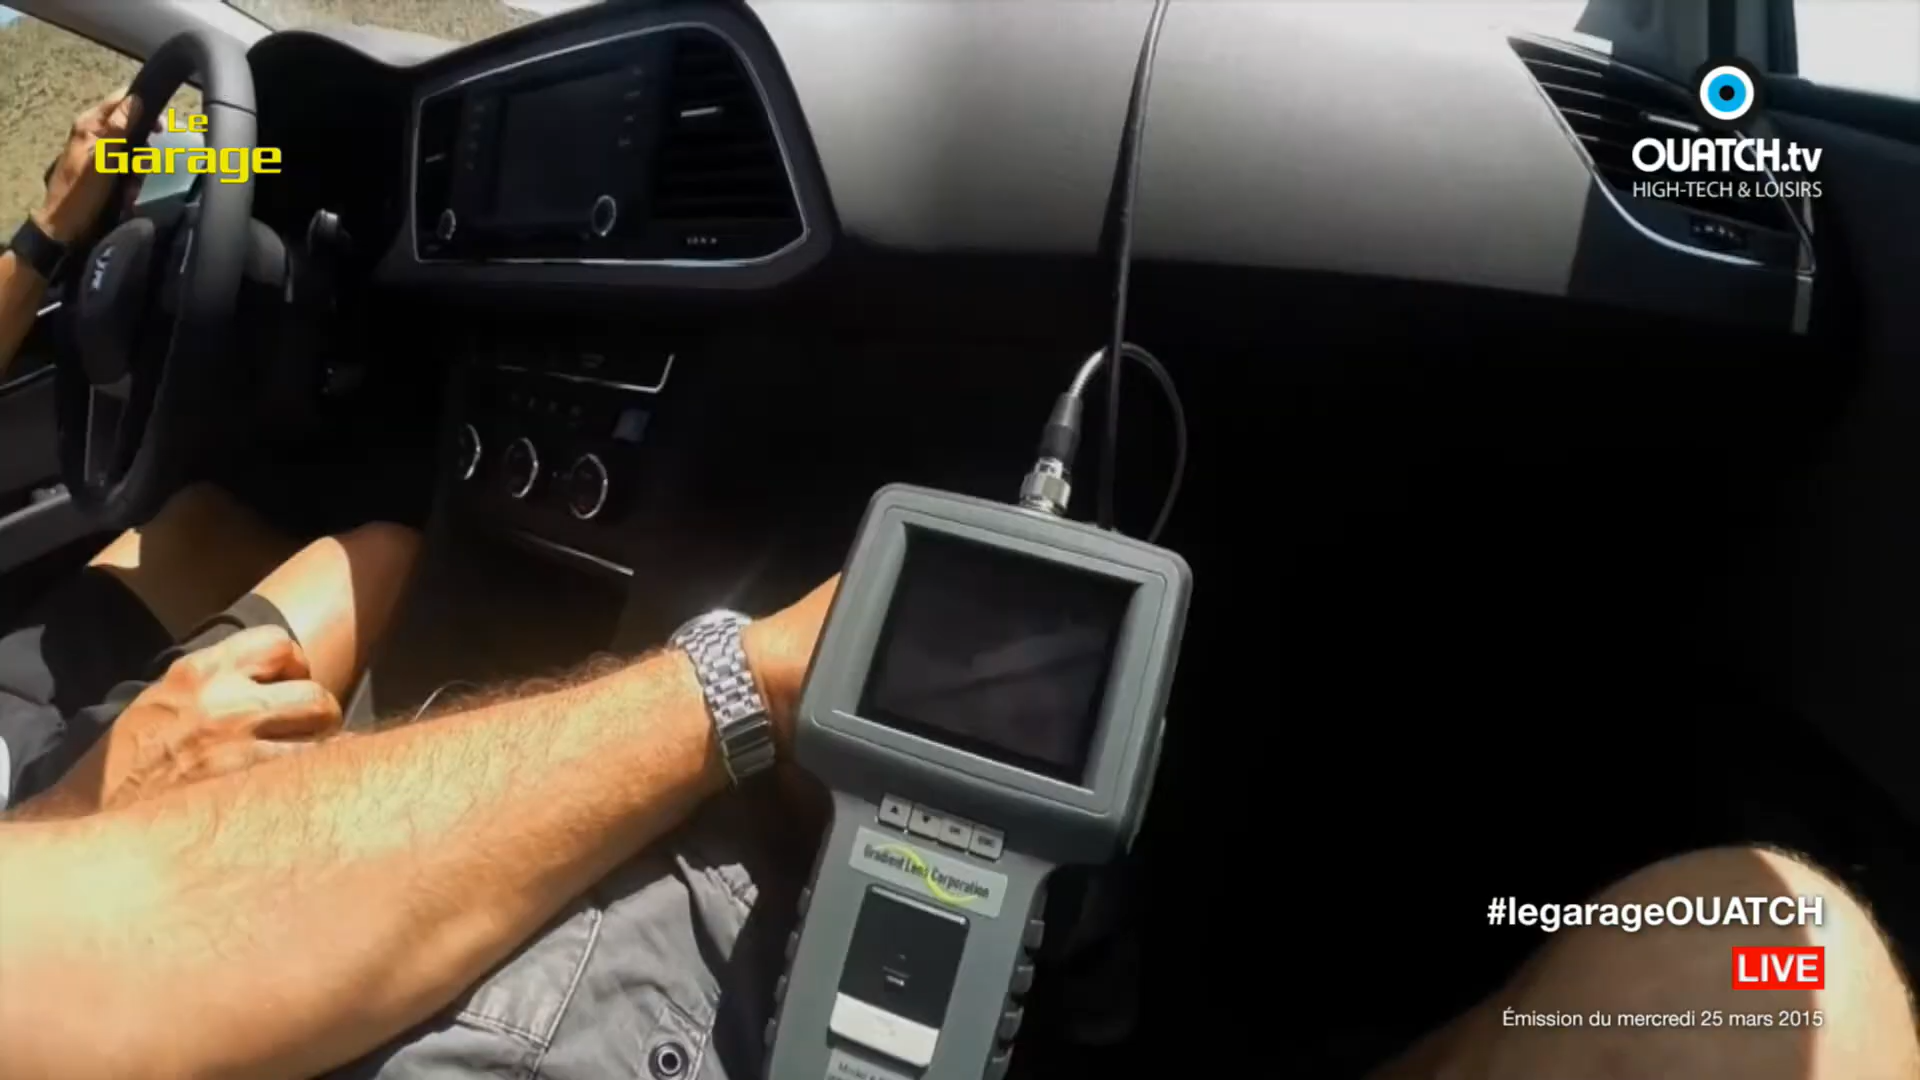 Le
Garage
OUATCH.tv
HIGH-TECH & LOISIRS
Gradient Lens Corporation
#legarageOUATCH
LIVE
Émission du mercredi 25 mars 2015